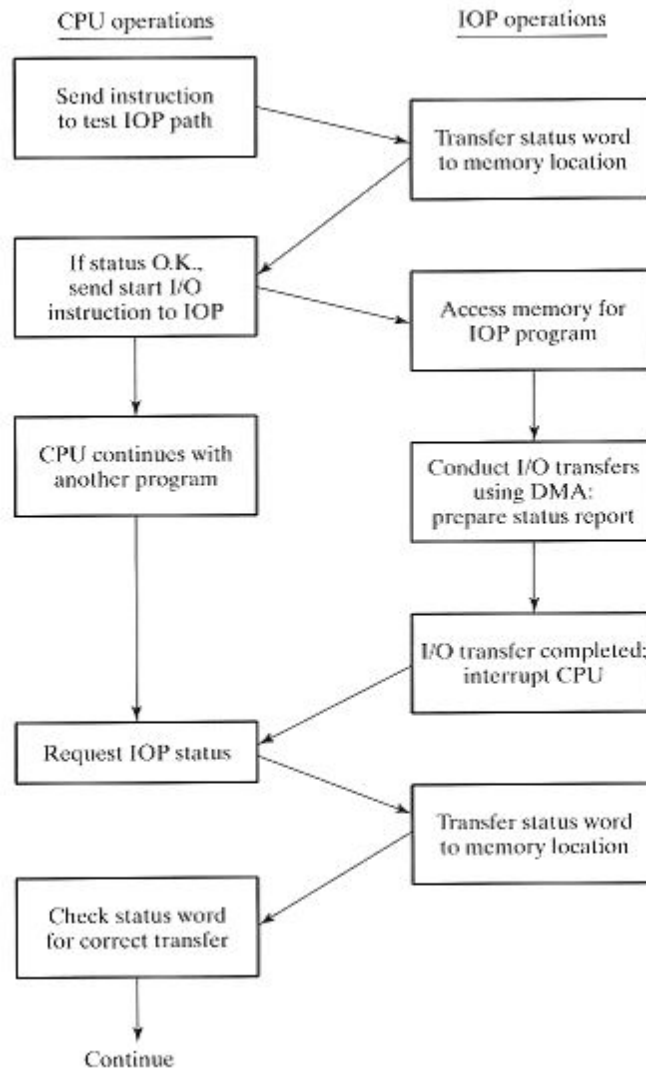 CPU operations
IOP operations
Send instruction
to test IOP path
Transfer status word
to memory location
If status O.K.,
send start I/O
instruction to IOP
Access memory for
IOP program
CPU continues with
another program
Conduct I/O transfers
using DMA:
prepare status report
I/O transfer completed;
interrupt CPU
Request IOP status
Transfer status word
to memory location
Check status word
for correct transfer
Continue